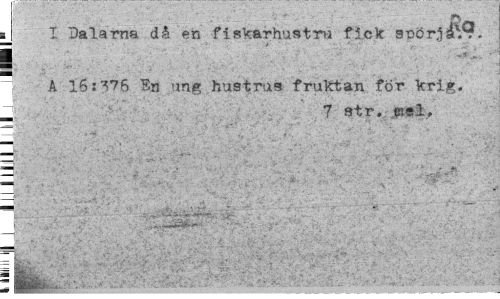 Ra
I Dalarna då en fiskarhustru fick spörja...
A 16:376 En ung hustrus fruktan för krig.
7 str. mel.